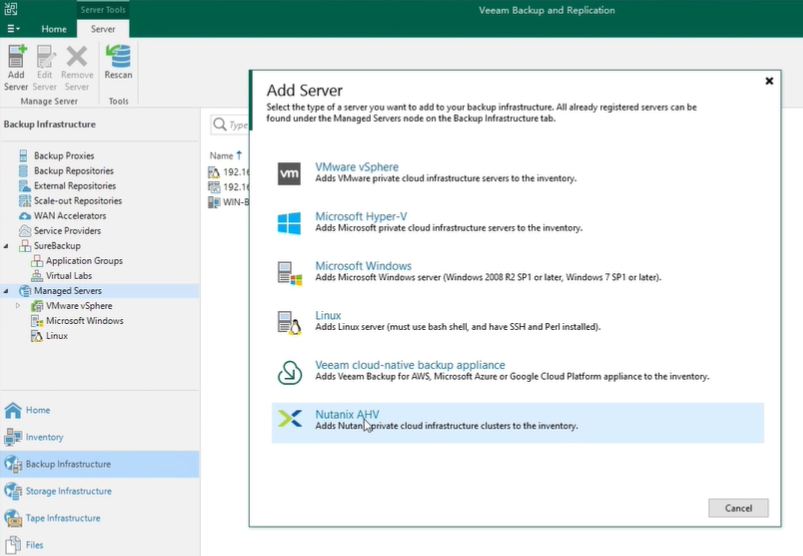 Server Tools
Veeam Backup and Replication
Home
Server
Add Server
Edit Server
Remove Server
Rescan
Manage Server
Tools
Backup Infrastructure
Backup Proxies
Backup Repositories
External Repositories
Scale-out Repositories
WAN Accelerators
Service Providers
SureBackup
Application Groups
Virtual Labs
Managed Servers
VMware vSphere
Microsoft Windows
Linux
Home
Inventory
Backup Infrastructure
Storage Infrastructure
Tape Infrastructure
Files
Type
Name
192.16
192.16
WIN-B
Add Server
Select the type of a server you want to add to your backup infrastructure. All already registered servers can
be found under the Managed Servers node on the Backup Infrastructure tab.
vm
VMware vSphere
Adds VMware private cloud infrastructure servers to the inventory.
Microsoft Hyper-V
Adds Microsoft private cloud infrastructure servers to the inventory.
Microsoft Windows
Adds Microsoft Windows server (Windows 2008 R2 SP1 or later, Windows 7 SP1 or later).
Linux
Adds Linux server (must use bash shell, and have SSH and Perl installed).
Veeam cloud-native backup appliance
Adds Veeam Backup for AWS, Microsoft Azure or Google Cloud Platform appliance to the inventory.
Nutanix AHV
Adds Nutanix private cloud infrastructure clusters to the inventory.
Cancel